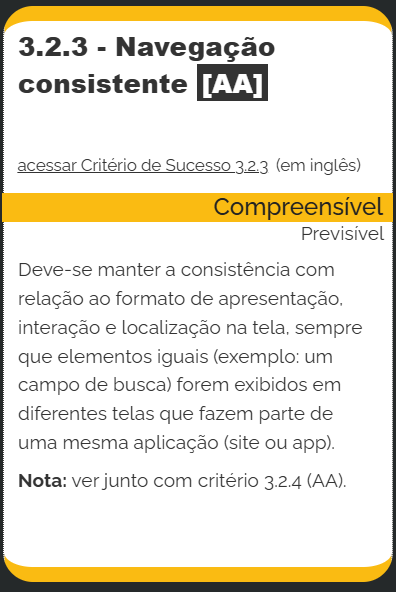 3.2.3 - Navegação
consistente [AA]
acessar Critério de Sucesso 3.2.3 (em inglês)
Compreensível
Previsível
Deve-se manter a consistência com
relação ao formato de apresentação,
interação e localização na tela, sempre
que elementos iguais (exemplo: um
campo de busca) forem exibidos em
diferentes telas que fazem parte de
uma mesma aplicação (site ou app).
Nota: ver junto com critério 3.2.4 (AA).